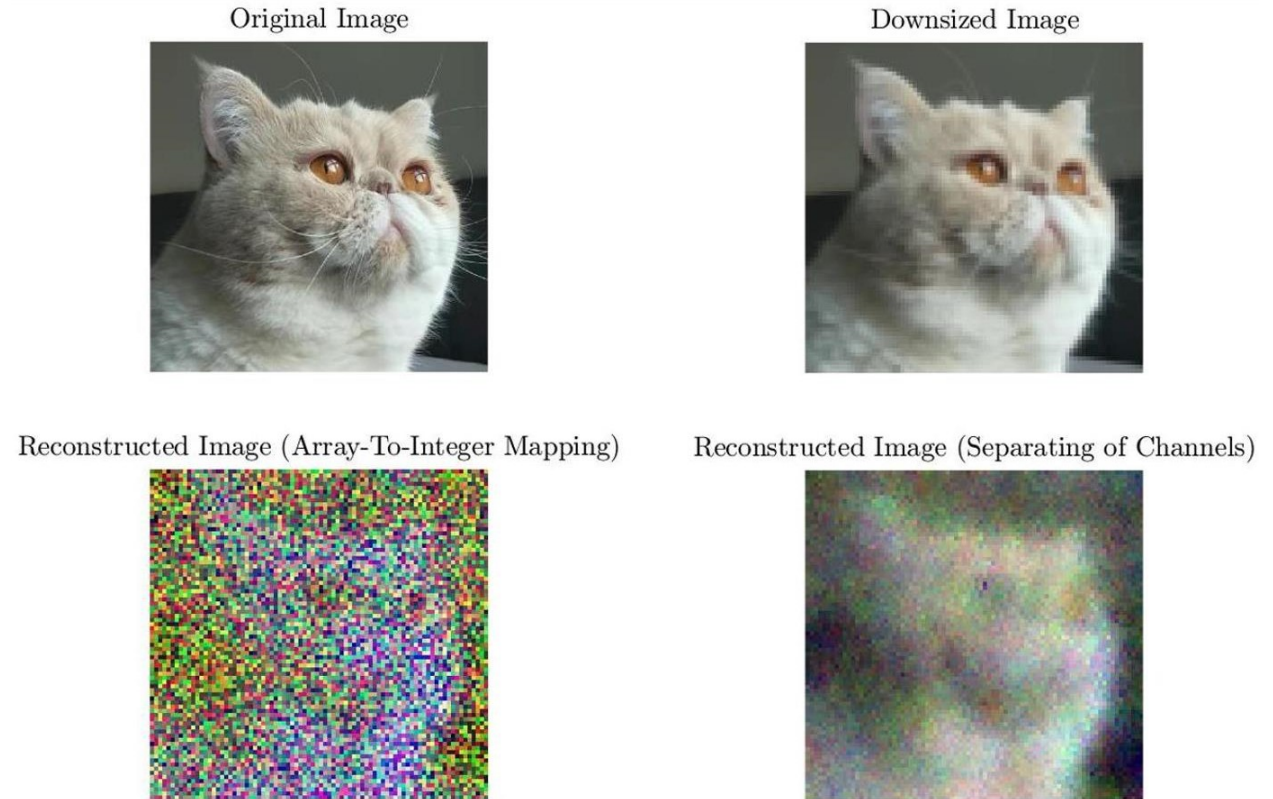 Original Image
Downsized Image
Reconstructed Image (Array-To-Integer Mapping)
Reconstructed Image (Separating of Channels)